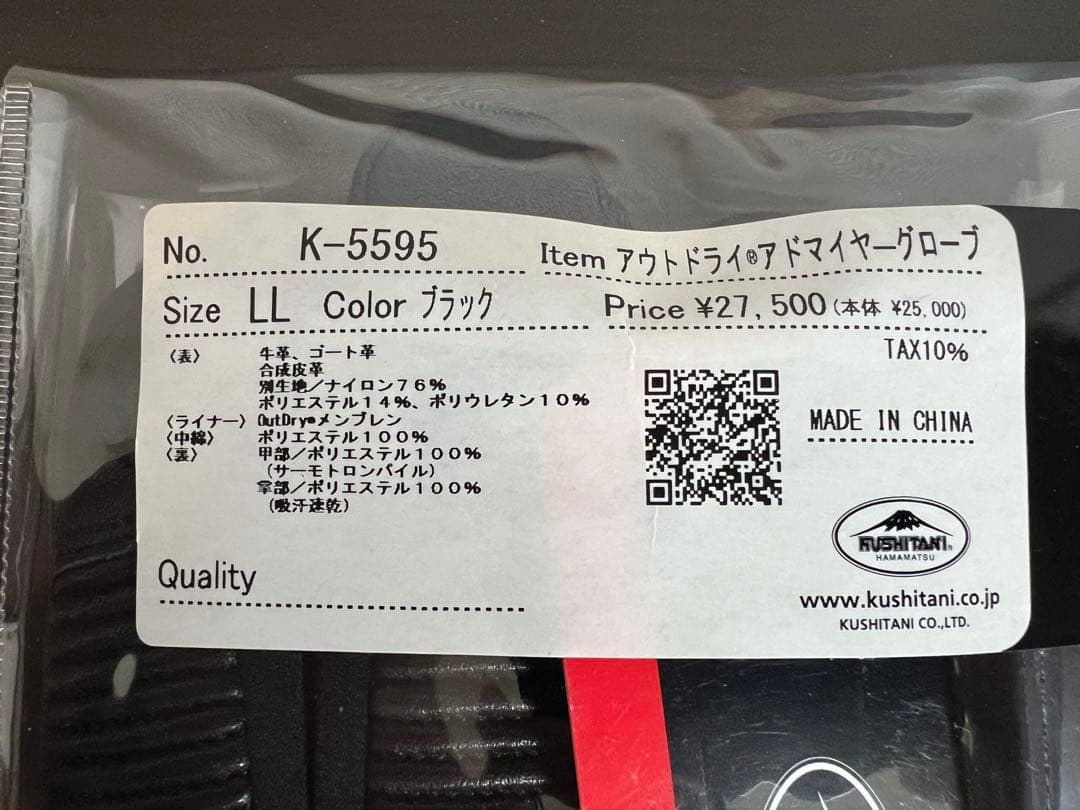 No. K-5595
Item アウトドライ®アドマイヤーグローブ
Size LL Color ブラック
Price ¥27,500(本体 ¥25,000)
TAX10%
〈表〉 牛革、ゴート革
合成皮革
別生地/ナイロン76%
ポリエステル14%、ポリウレタン10%
〈ライナー〉 OutDry®メンブレン
〈中綿〉 ポリエステル100%
〈裏〉 甲部/ポリエステル100%
(サーモトロンパイル)
掌部/ポリエステル100%
(吸汗速乾)
MADE IN CHINA
KUSHITANI®
HAMAMATSU
Quality
www.kushitani.co.jp
KUSHITANI CO.,LTD.